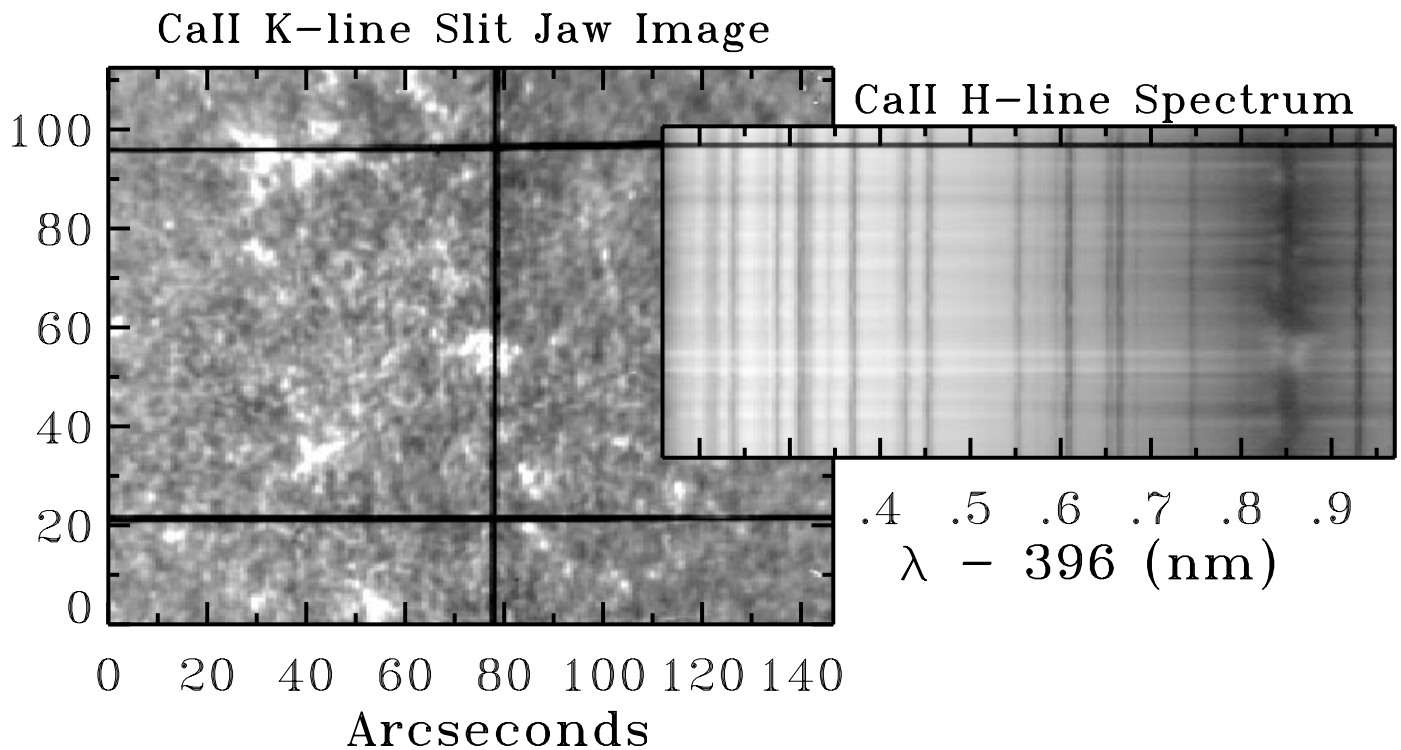 CaII K–line Slit Jaw Image
CaII H–line Spectrum
100
80
60
40
20
0
.4 .5 .6 .7 .8 .9
λ – 396 (nm)
0 20 40 60 80 100 120 140
Arcseconds